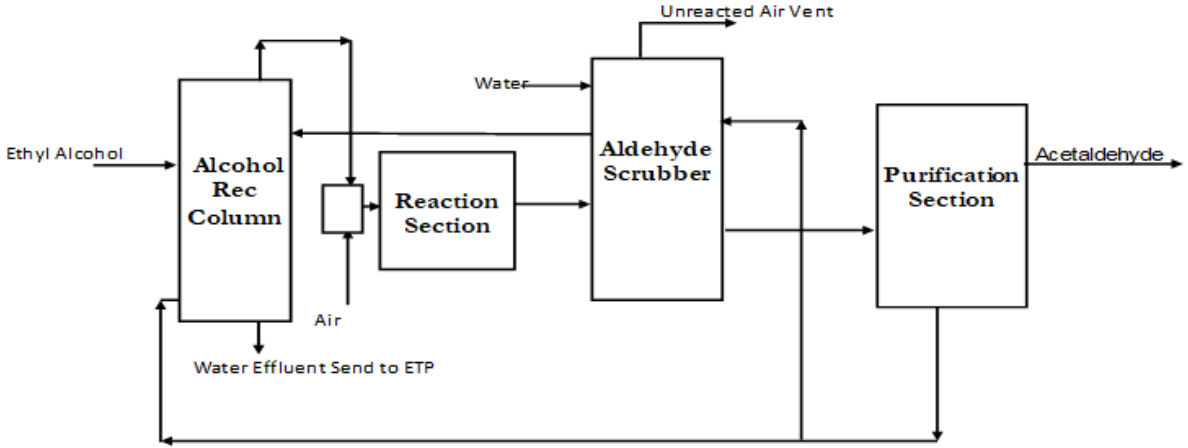 Unreacted Air Vent
Water
Ethyl Alcohol
Alcohol
Rec
Column
Reaction
Section
Aldehyde
Scrubber
Purification
Section
Acetaldehyde
Air
Water Effluent Send to ETP